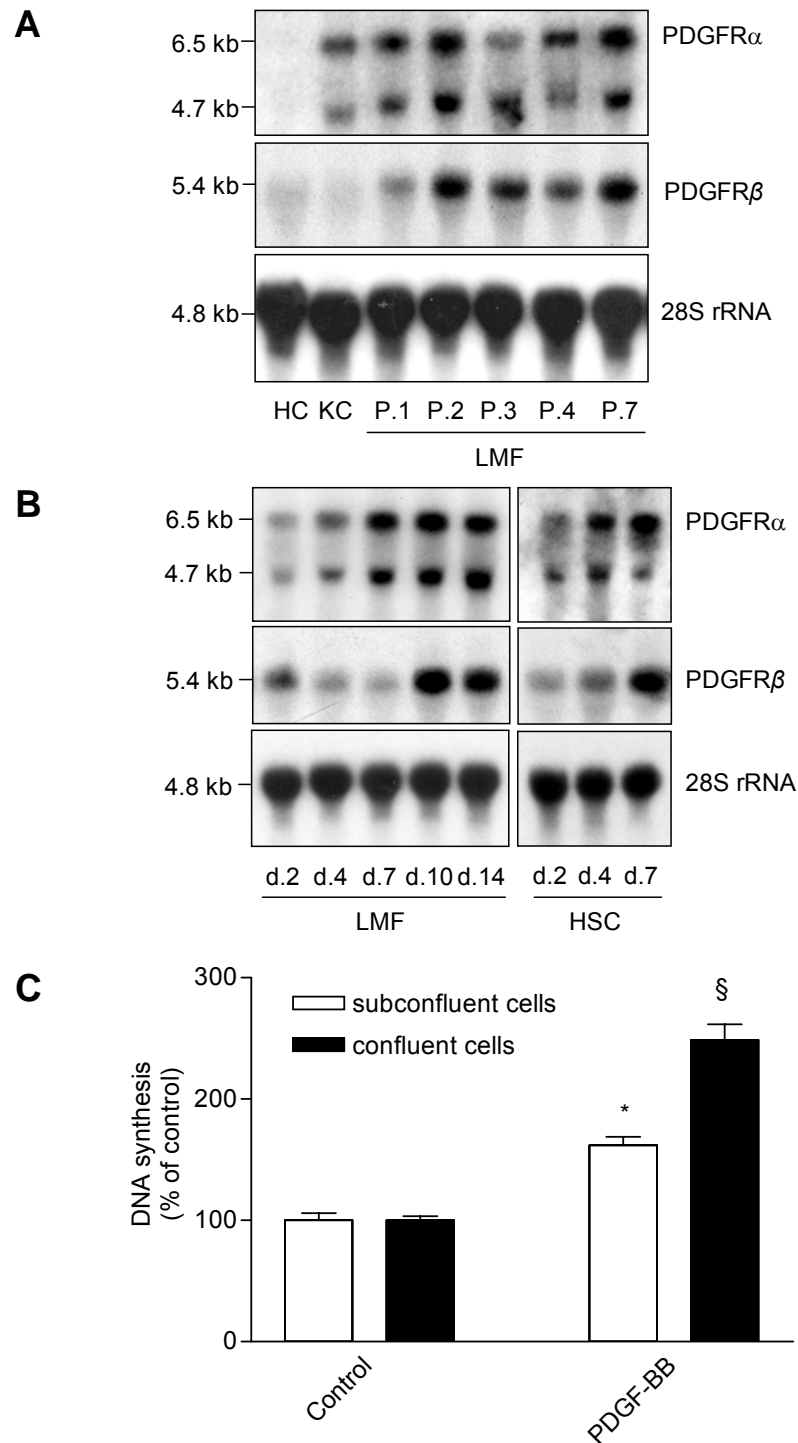 A
6.5 kb
PDGFRα
4.7 kb
5.4 kb
PDGFRβ
4.8 kb
28S rRNA
HC KC P.1 P.2 P.3 P.4 P.7
LMF
B
6.5 kb
PDGFRα
4.7 kb
5.4 kb
PDGFRβ
4.8 kb
28S rRNA
d.2 d.4 d.7 d.10 d.14 d.2 d.4 d.7
LMF HSC
C
DNA synthesis
(% of control)
300
200
100
0
subconfluent cells
confluent cells
*
§
Control
PDGF-BB